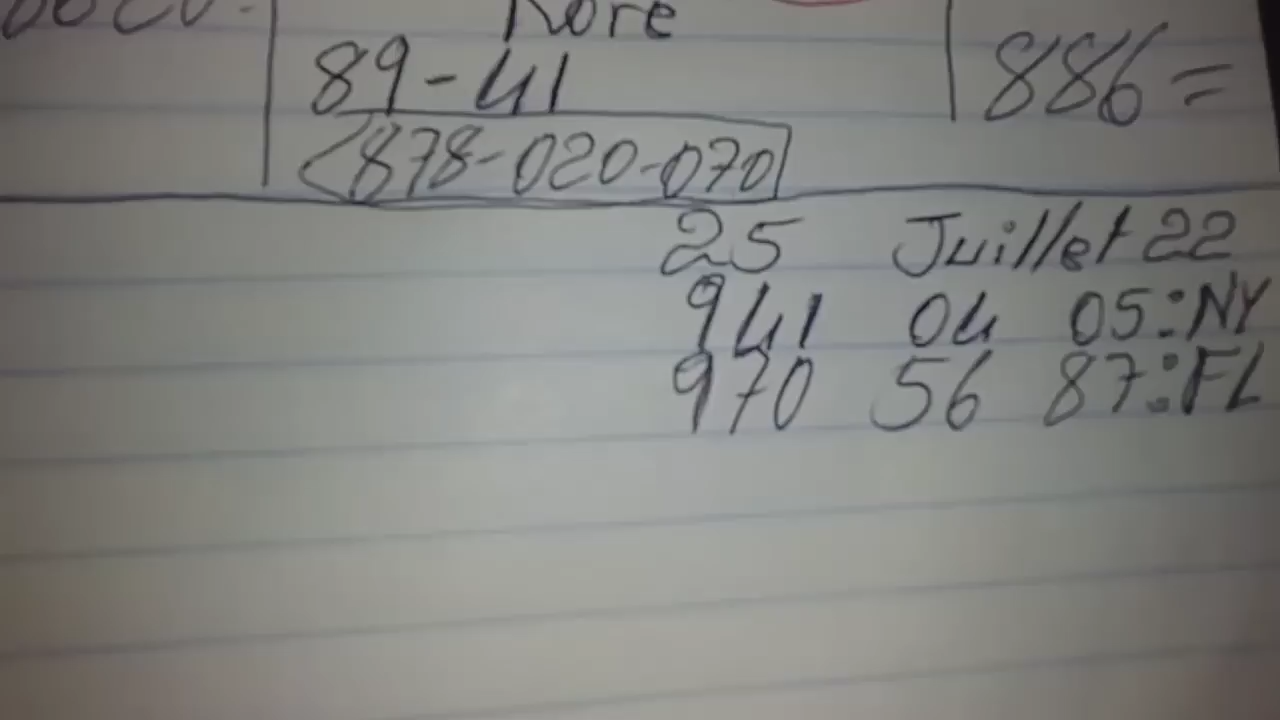 Kore
89-41
886=
<878-020-070
25 Juillet 22
941 04 05:NY
970 56 87:FL